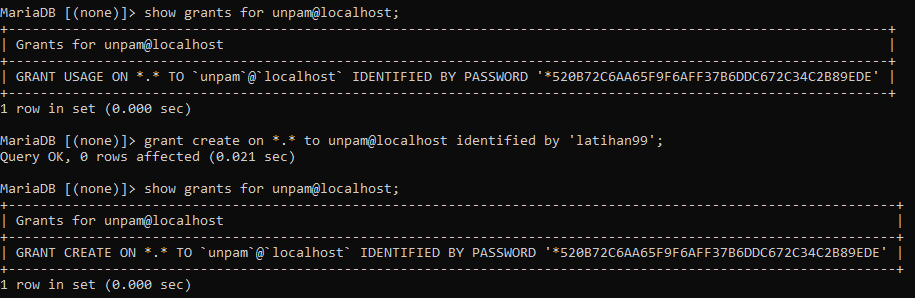 MariaDB [(none)]> show grants for unpam@localhost;
+--------------------------------------------------------------------------------------------------------------+
| Grants for unpam@localhost |
+--------------------------------------------------------------------------------------------------------------+
| GRANT USAGE ON *.* TO `unpam`@`localhost` IDENTIFIED BY PASSWORD '*520B72C6AA65F9F6AFF37B6DDC672C34C2B89EDE' |
+--------------------------------------------------------------------------------------------------------------+
1 row in set (0.000 sec)
MariaDB [(none)]> grant create on *.* to unpam@localhost identified by 'latihan99';
Query OK, 0 rows affected (0.021 sec)
MariaDB [(none)]> show grants for unpam@localhost;
+---------------------------------------------------------------------------------------------------------------+
| Grants for unpam@localhost |
+---------------------------------------------------------------------------------------------------------------+
| GRANT CREATE ON *.* TO `unpam`@`localhost` IDENTIFIED BY PASSWORD '*520B72C6AA65F9F6AFF37B6DDC672C34C2B89EDE' |
+---------------------------------------------------------------------------------------------------------------+
1 row in set (0.000 sec)